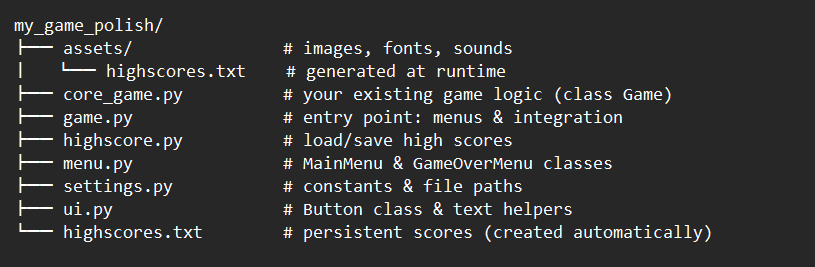 my_game_polish/
├── assets/               # images, fonts, sounds
│   └── highscores.txt    # generated at runtime
├── core_game.py          # your existing game logic (class Game)
├── game.py               # entry point: menus & integration
├── highscore.py          # load/save high scores
├── menu.py               # MainMenu & GameOverMenu classes
├── settings.py           # constants & file paths
├── ui.py                 # Button class & text helpers
└── highscores.txt        # persistent scores (created automatically)